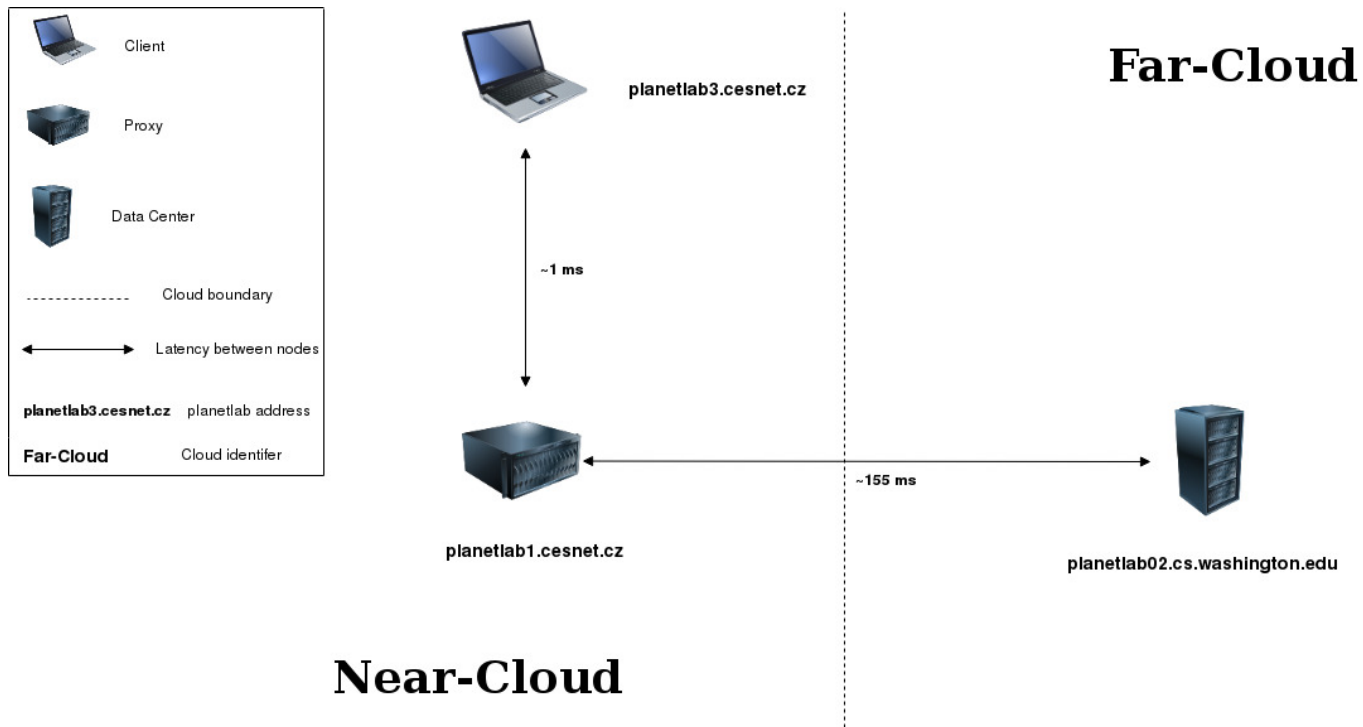 Client
Proxy
Data Center
Cloud boundary
Latency between nodes
planetlab3.cesnet.cz planetlab address
Far-Cloud Cloud identifer
planetlab3.cesnet.cz
Far-Cloud
~1 ms
~155 ms
planetlab1.cesnet.cz
planetlab02.cs.washington.edu
Near-Cloud